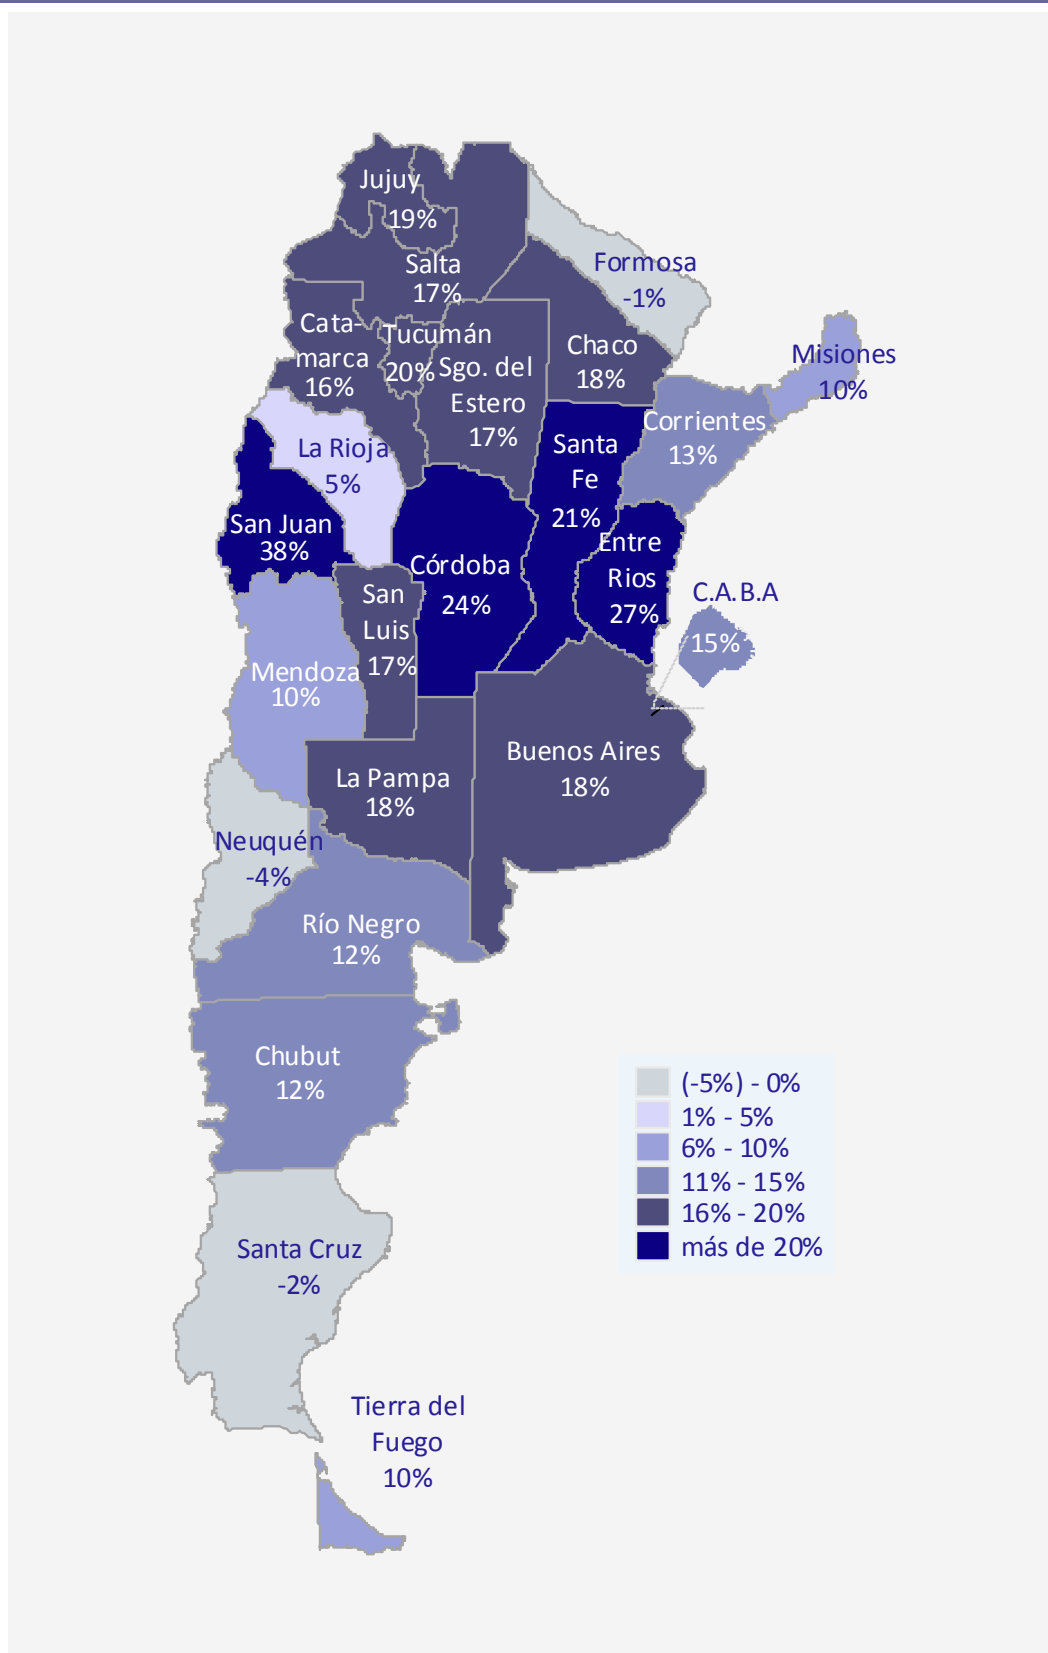 Jujuy
19%
Salta
17%
Formosa
-1%
Cata-
marca
16%
Tucumán
20%
Sgo. del
Estero
17%
Chaco
18%
Misiones
10%
Corrientes
13%
La Rioja
5%
Santa
Fe
21%
San Juan
38%
Córdoba
24%
Entre
Rios
27%
C.A.B.A
15%
San
Luis
17%
Mendoza
10%
Buenos Aires
18%
La Pampa
18%
Neuquén
-4%
Río Negro
12%
Chubut
12%
(-5%) - 0%
1% - 5%
6% - 10%
11% - 15%
16% - 20%
más de 20%
Santa Cruz
-2%
Tierra del
Fuego
10%